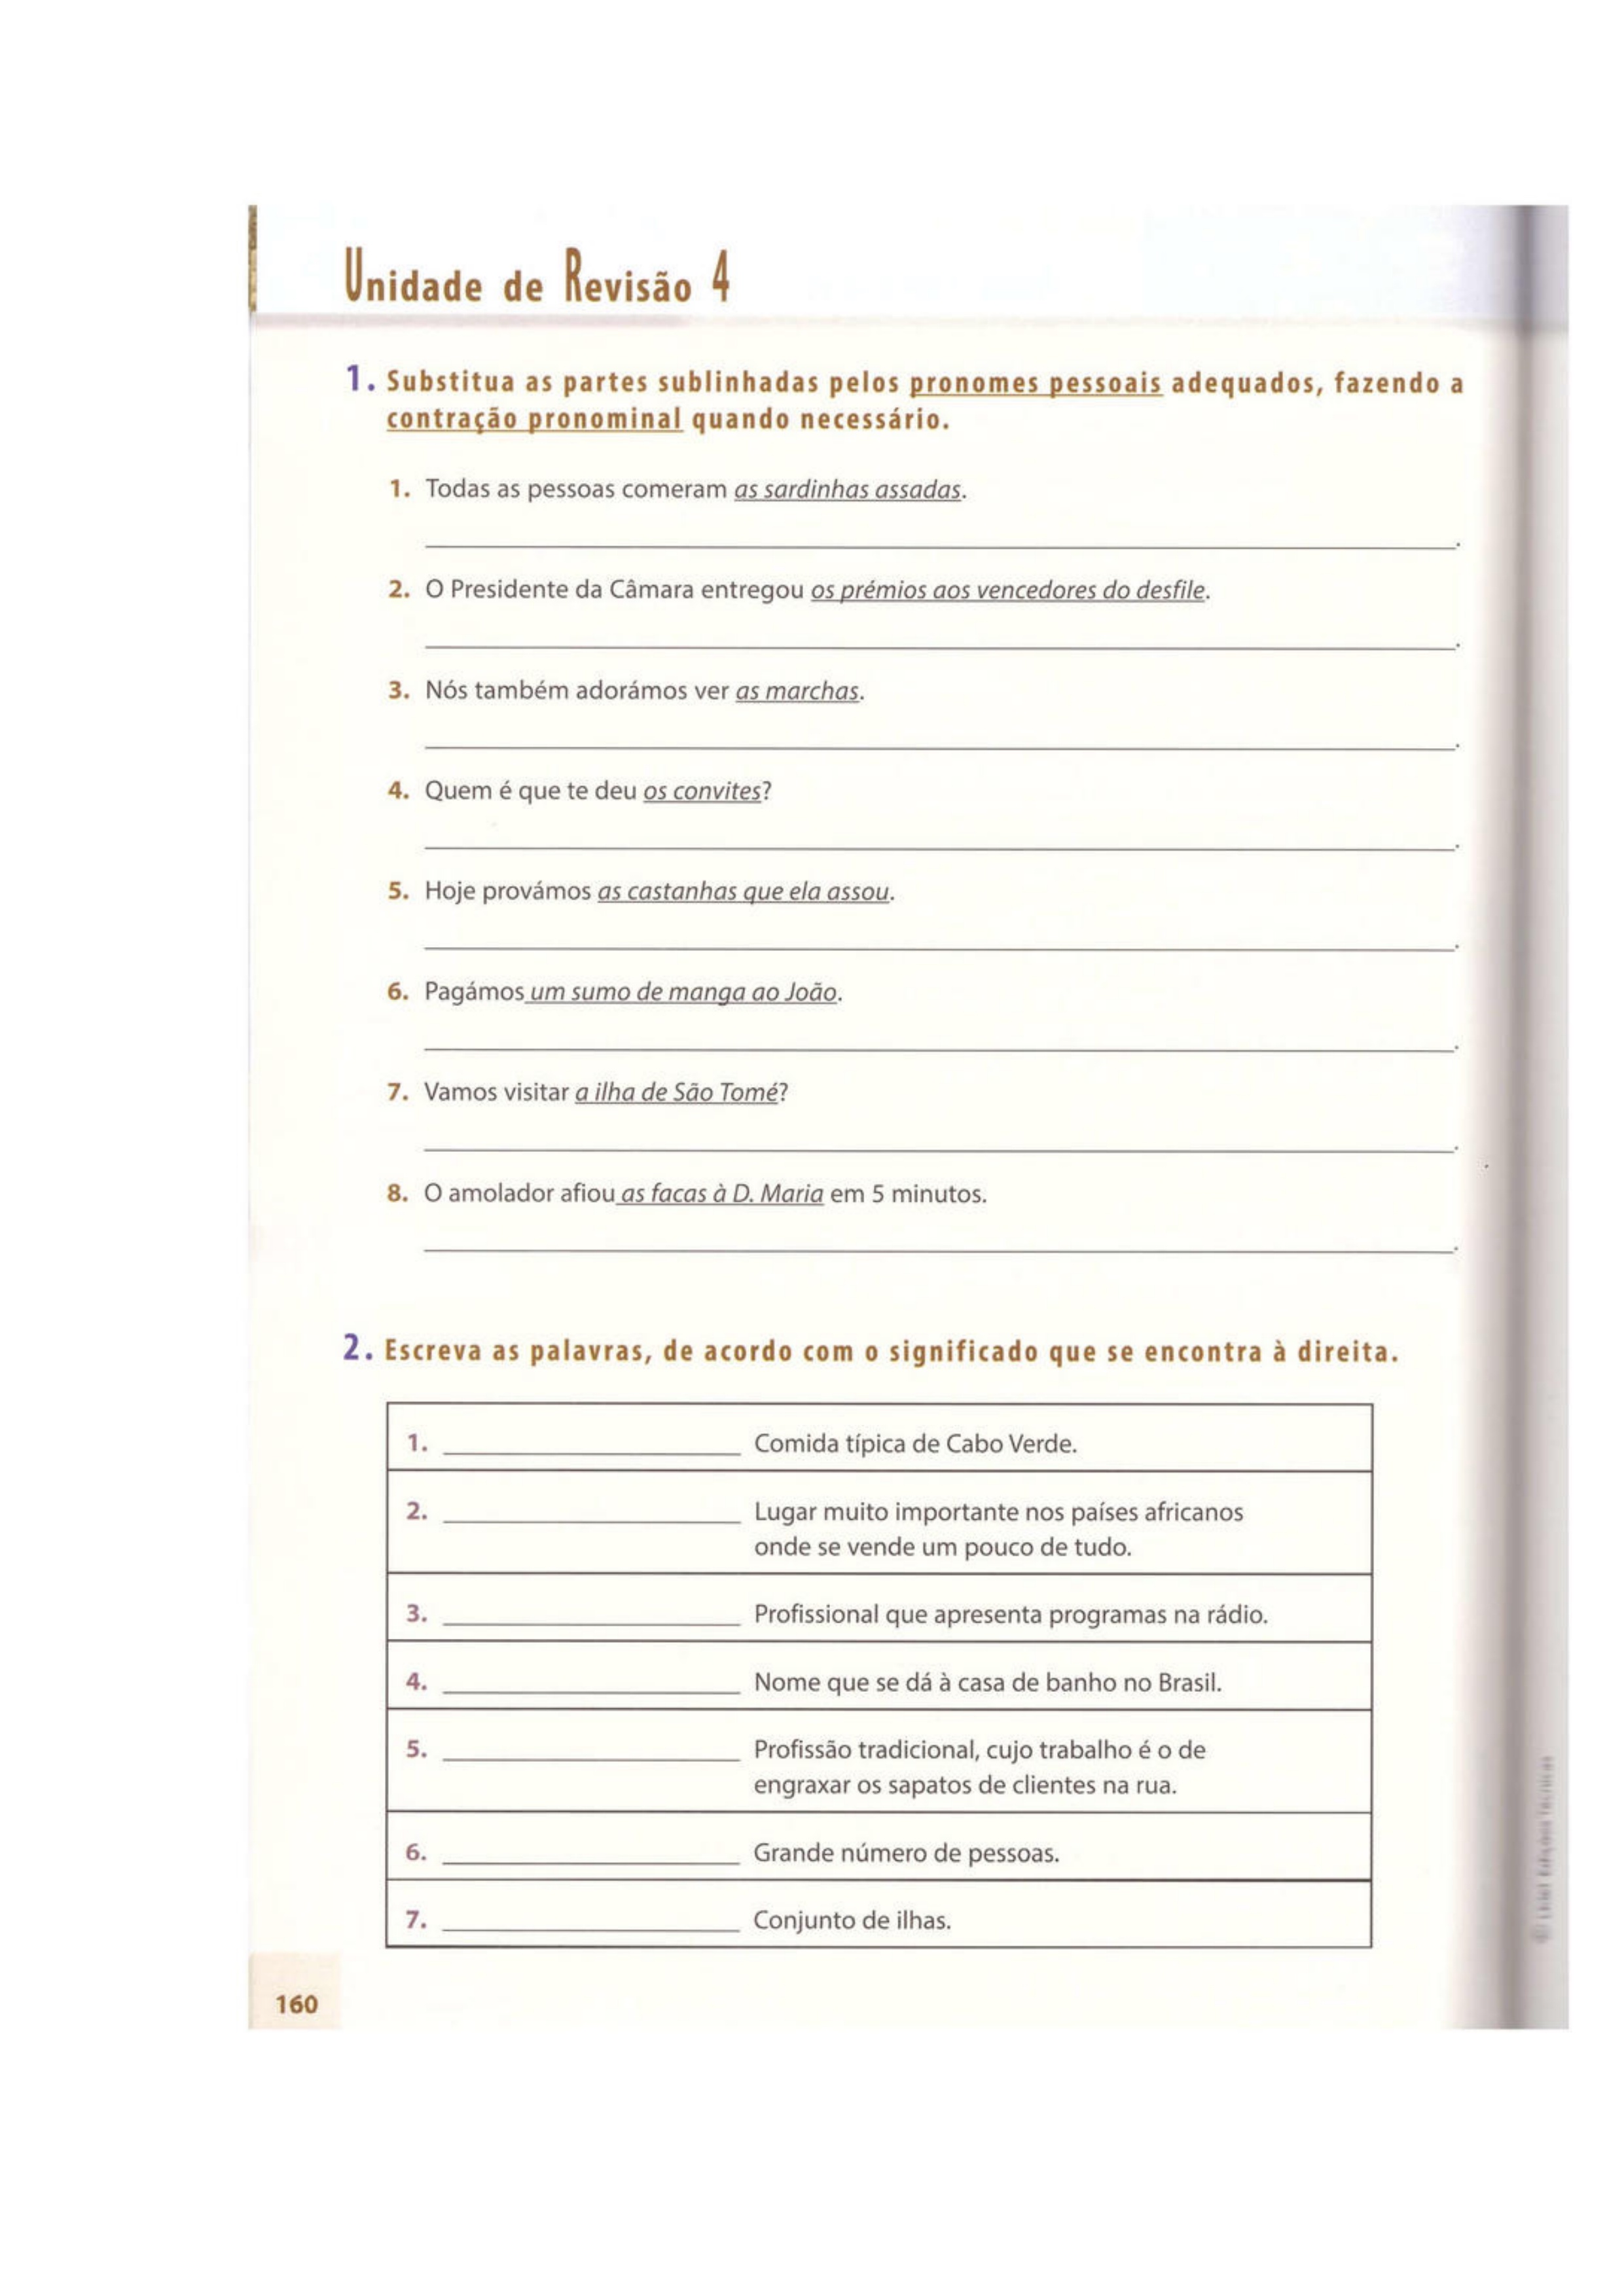 Unidade de Revisão 4
1. Substitua as partes sublinhadas pelos pronomes pessoais adequados, fazendo a
contração pronominal quando necessário.
1. Todas as pessoas comeram as sardinhas assadas.
.
2. O Presidente da Câmara entregou os prémios aos vencedores do desfile.
.
3. Nós também adorámos ver as marchas.
.
4. Quem é que te deu os convites?
.
5. Hoje provámos as castanhas que ela assou.
.
6. Pagámos um sumo de manga ao João.
.
7. Vamos visitar a ilha de São Tomé?
.
8. O amolador afiou as facas à D. Maria em 5 minutos.
.
2. Escreva as palavras, de acordo com o significado que se encontra à direita.
1. Comida típica de Cabo Verde.
2. Lugar muito importante nos países africanos
onde se vende um pouco de tudo.
3. Profissional que apresenta programas na rádio.
4. Nome que se dá à casa de banho no Brasil.
5. Profissão tradicional, cujo trabalho é o de
engraxar os sapatos de clientes na rua.
6. Grande número de pessoas.
7. Conjunto de ilhas.
160